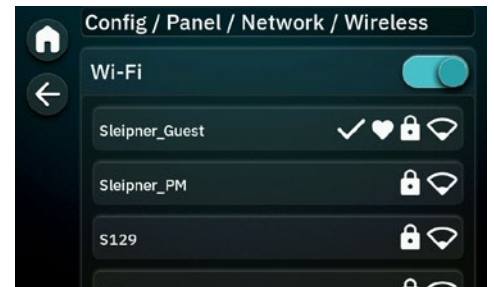 Config / Panel / Network / Wireless
Wi-Fi
Sleipner_Guest
Sleipner_PM
S129